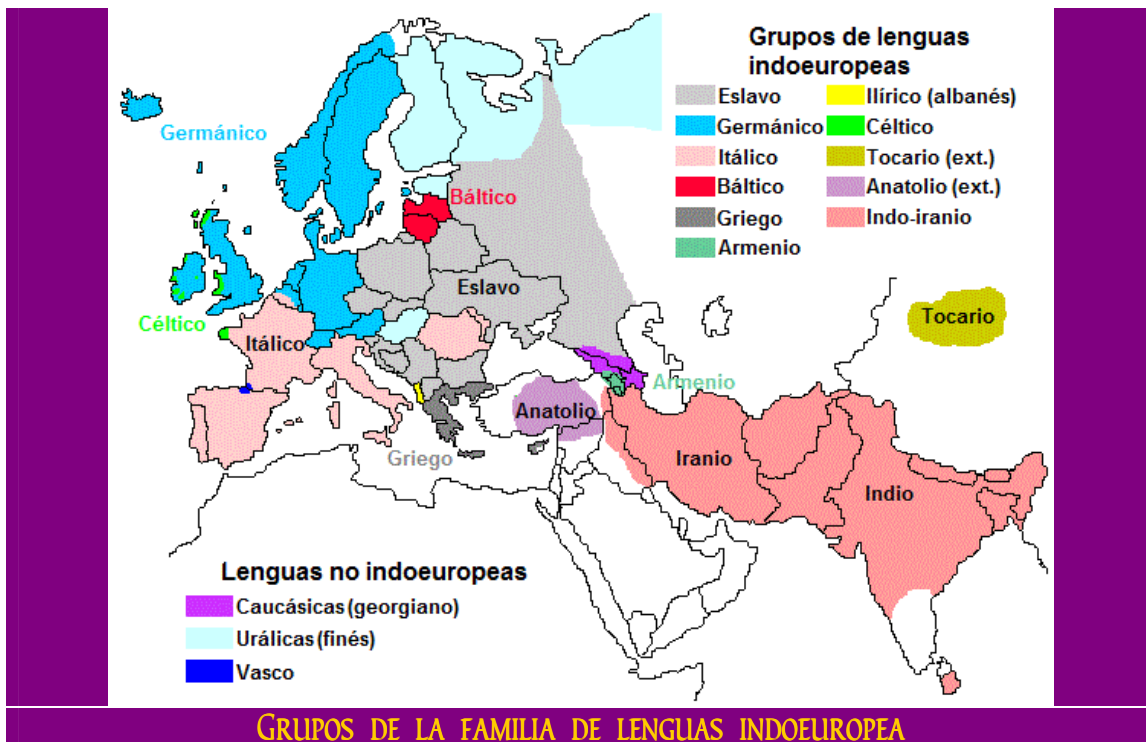 Grupos de lenguas
indoeuropeas
Eslavo
Ilírico (albanés)
Germánico
Céltico
Itálico
Tocario (ext.)
Báltico
Anatolio (ext.)
Griego
Indo-iranio
Armenio
Germánico
Báltico
Eslavo
Céltico
Itálico
Tocario
Armenio
Anatolio
Griego
Iranio
Indio
Lenguas no indoeuropeas
Caucásicas (georgiano)
Urálicas (finés)
Vasco
GRUPOS DE LA FAMILIA DE LENGUAS INDOEUROPEA